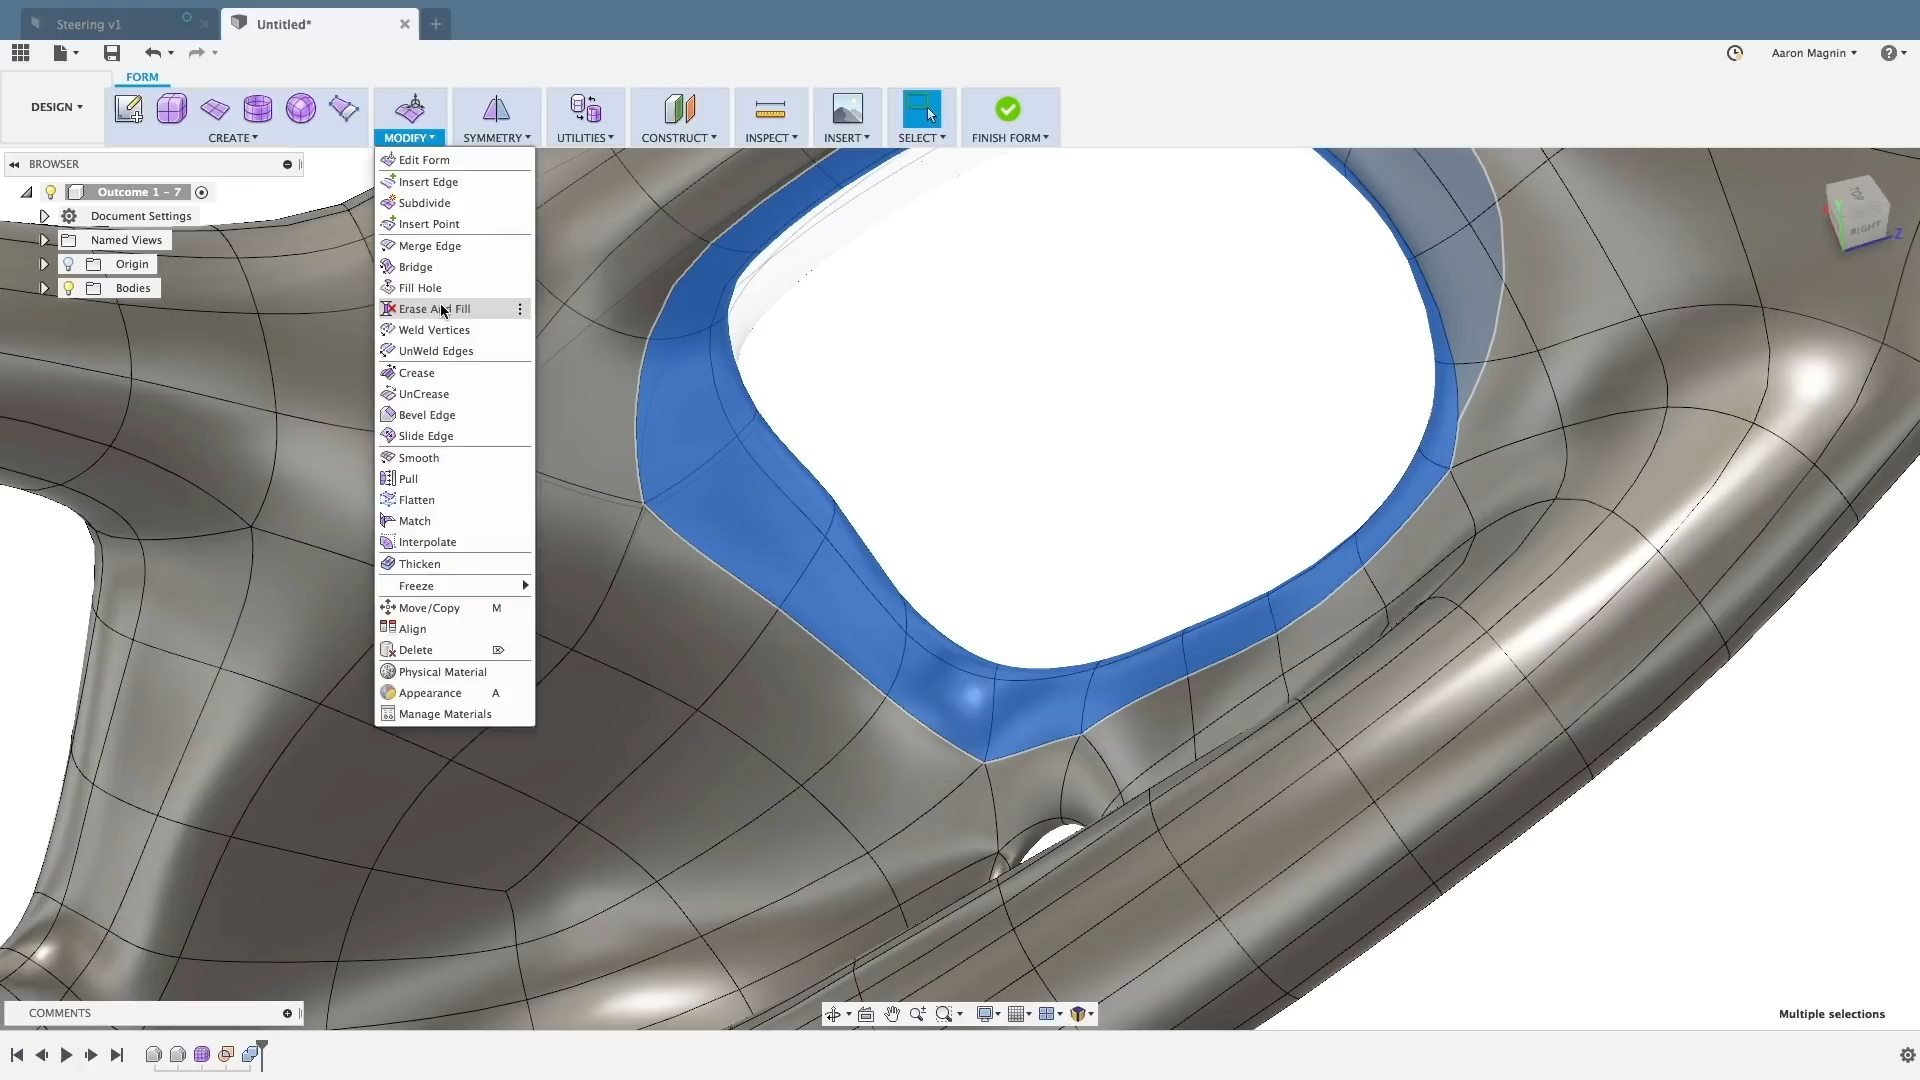 Steering v1
Untitled*
Aaron Magnin
?
FORM
DESIGN
CREATE
MODIFY
SYMMETRY
UTILITIES
CONSTRUCT
INSPECT
INSERT
SELECT
FINISH FORM
BROWSER
Outcome 1 - 7
Document Settings
Named Views
Origin
Bodies
Edit Form
Insert Edge
Subdivide
Insert Point
Merge Edge
Bridge
Fill Hole
Erase And Fill
Weld Vertices
UnWeld Edges
Crease
UnCrease
Bevel Edge
Slide Edge
Smooth
Pull
Flatten
Match
Interpolate
Thicken
Freeze
Move/Copy M
Align
Delete
Physical Material
Appearance A
Manage Materials
TOP
RIGHT
X
Y
Z
COMMENTS
Multiple selections